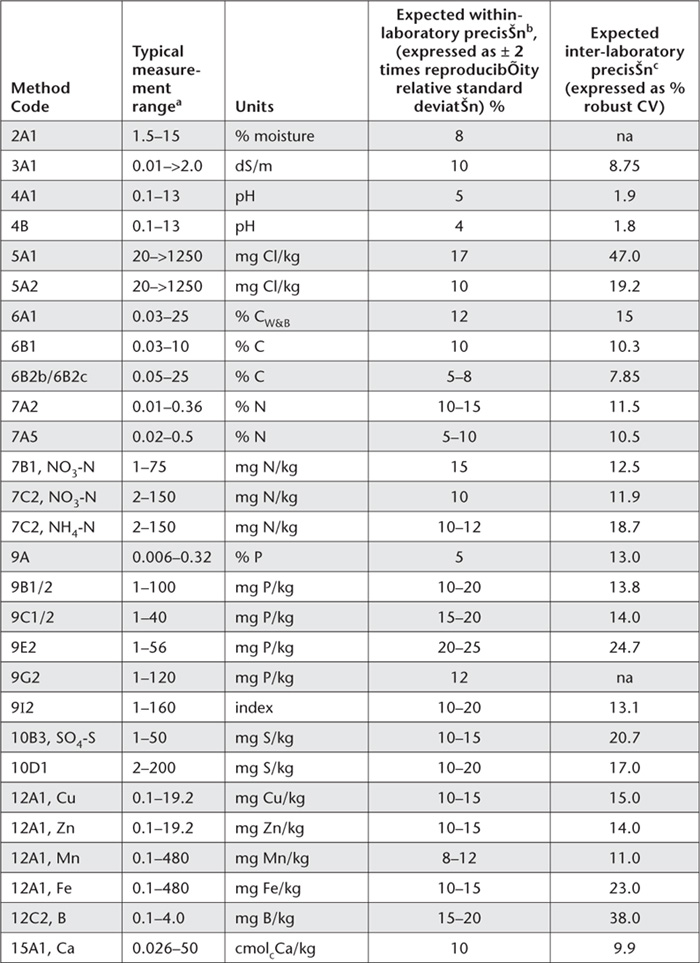 Method Code | Typical measure-ment rangeᵃ | Units | Expected within-laboratory precisŠnᵇ, (expressed as ± 2 times reproducibÕity relative standard deviatŠn) % | Expected inter-laboratory precisŠnᶜ (expressed as % robust CV)
2A1 | 1.5–15 | % moisture | 8 | na
3A1 | 0.01–>2.0 | dS/m | 10 | 8.75
4A1 | 0.1–13 | pH | 5 | 1.9
4B | 0.1–13 | pH | 4 | 1.8
5A1 | 20–>1250 | mg Cl/kg | 17 | 47.0
5A2 | 20–>1250 | mg Cl/kg | 10 | 19.2
6A1 | 0.03–25 | % C_W&B | 12 | 15
6B1 | 0.03–10 | % C | 10 | 10.3
6B2b/6B2c | 0.05–25 | % C | 5–8 | 7.85
7A2 | 0.01–0.36 | % N | 10–15 | 11.5
7A5 | 0.02–0.5 | % N | 5–10 | 10.5
7B1, NO₃-N | 1–75 | mg N/kg | 15 | 12.5
7C2, NO₃-N | 2–150 | mg N/kg | 10 | 11.9
7C2, NH₄-N | 2–150 | mg N/kg | 10–12 | 18.7
9A | 0.006–0.32 | % P | 5 | 13.0
9B1/2 | 1–100 | mg P/kg | 10–20 | 13.8
9C1/2 | 1–40 | mg P/kg | 15–20 | 14.0
9E2 | 1–56 | mg P/kg | 20–25 | 24.7
9G2 | 1–120 | mg P/kg | 12 | na
9I2 | 1–160 | index | 10–20 | 13.1
10B3, SO₄-S | 1–50 | mg S/kg | 10–15 | 20.7
10D1 | 2–200 | mg S/kg | 10–20 | 17.0
12A1, Cu | 0.1–19.2 | mg Cu/kg | 10–15 | 15.0
12A1, Zn | 0.1–19.2 | mg Zn/kg | 10–15 | 14.0
12A1, Mn | 0.1–480 | mg Mn/kg | 8–12 | 11.0
12A1, Fe | 0.1–480 | mg Fe/kg | 10–15 | 23.0
12C2, B | 0.1–4.0 | mg B/kg | 15–20 | 38.0
15A1, Ca | 0.026–50 | cmol_cCa/kg | 10 | 9.9